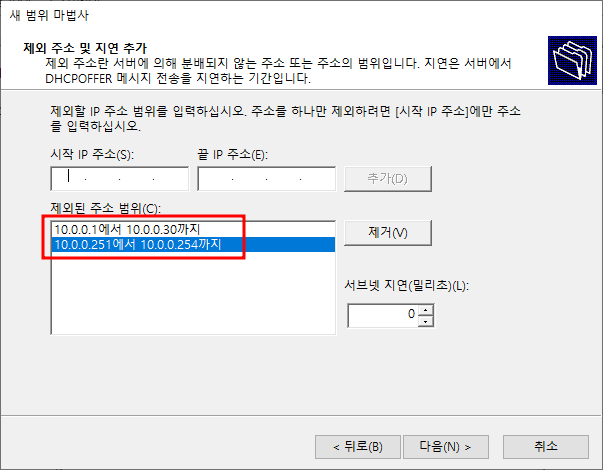 새 범위 마법사
제외 주소 및 지연 추가
제외 주소란 서버에 의해 분배되지 않는 주소 또는 주소의 범위입니다. 지연은 서버에서
DHCPOFFER 메시지 전송을 지연하는 기간입니다.
제외할 IP 주소 범위를 입력하십시오. 주소를 하나만 제외하려면 [시작 IP 주소]에만 주소
를 입력하십시오.
시작 IP 주소(S):
끝 IP 주소(E):
추가(D)
제외된 주소 범위(C):
10.0.0.1에서 10.0.0.30까지
10.0.0.251에서 10.0.0.254까지
제거(V)
서브넷 지연(밀리초)(L):
0
< 뒤로(B)
다음(N) >
취소